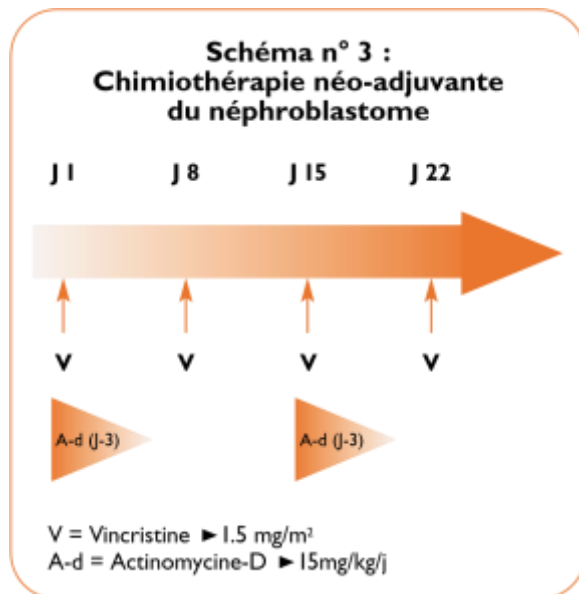 Schéma n° 3 :
Chimiothérapie néo-adjuvante
du néphroblastome
J 1 J 8 J 15 J 22
V V V V
A-d (J-3) A-d (J-3)
V = Vincristine ► 1.5 mg/m²
A-d = Actinomycine-D ► 15mg/kg/j